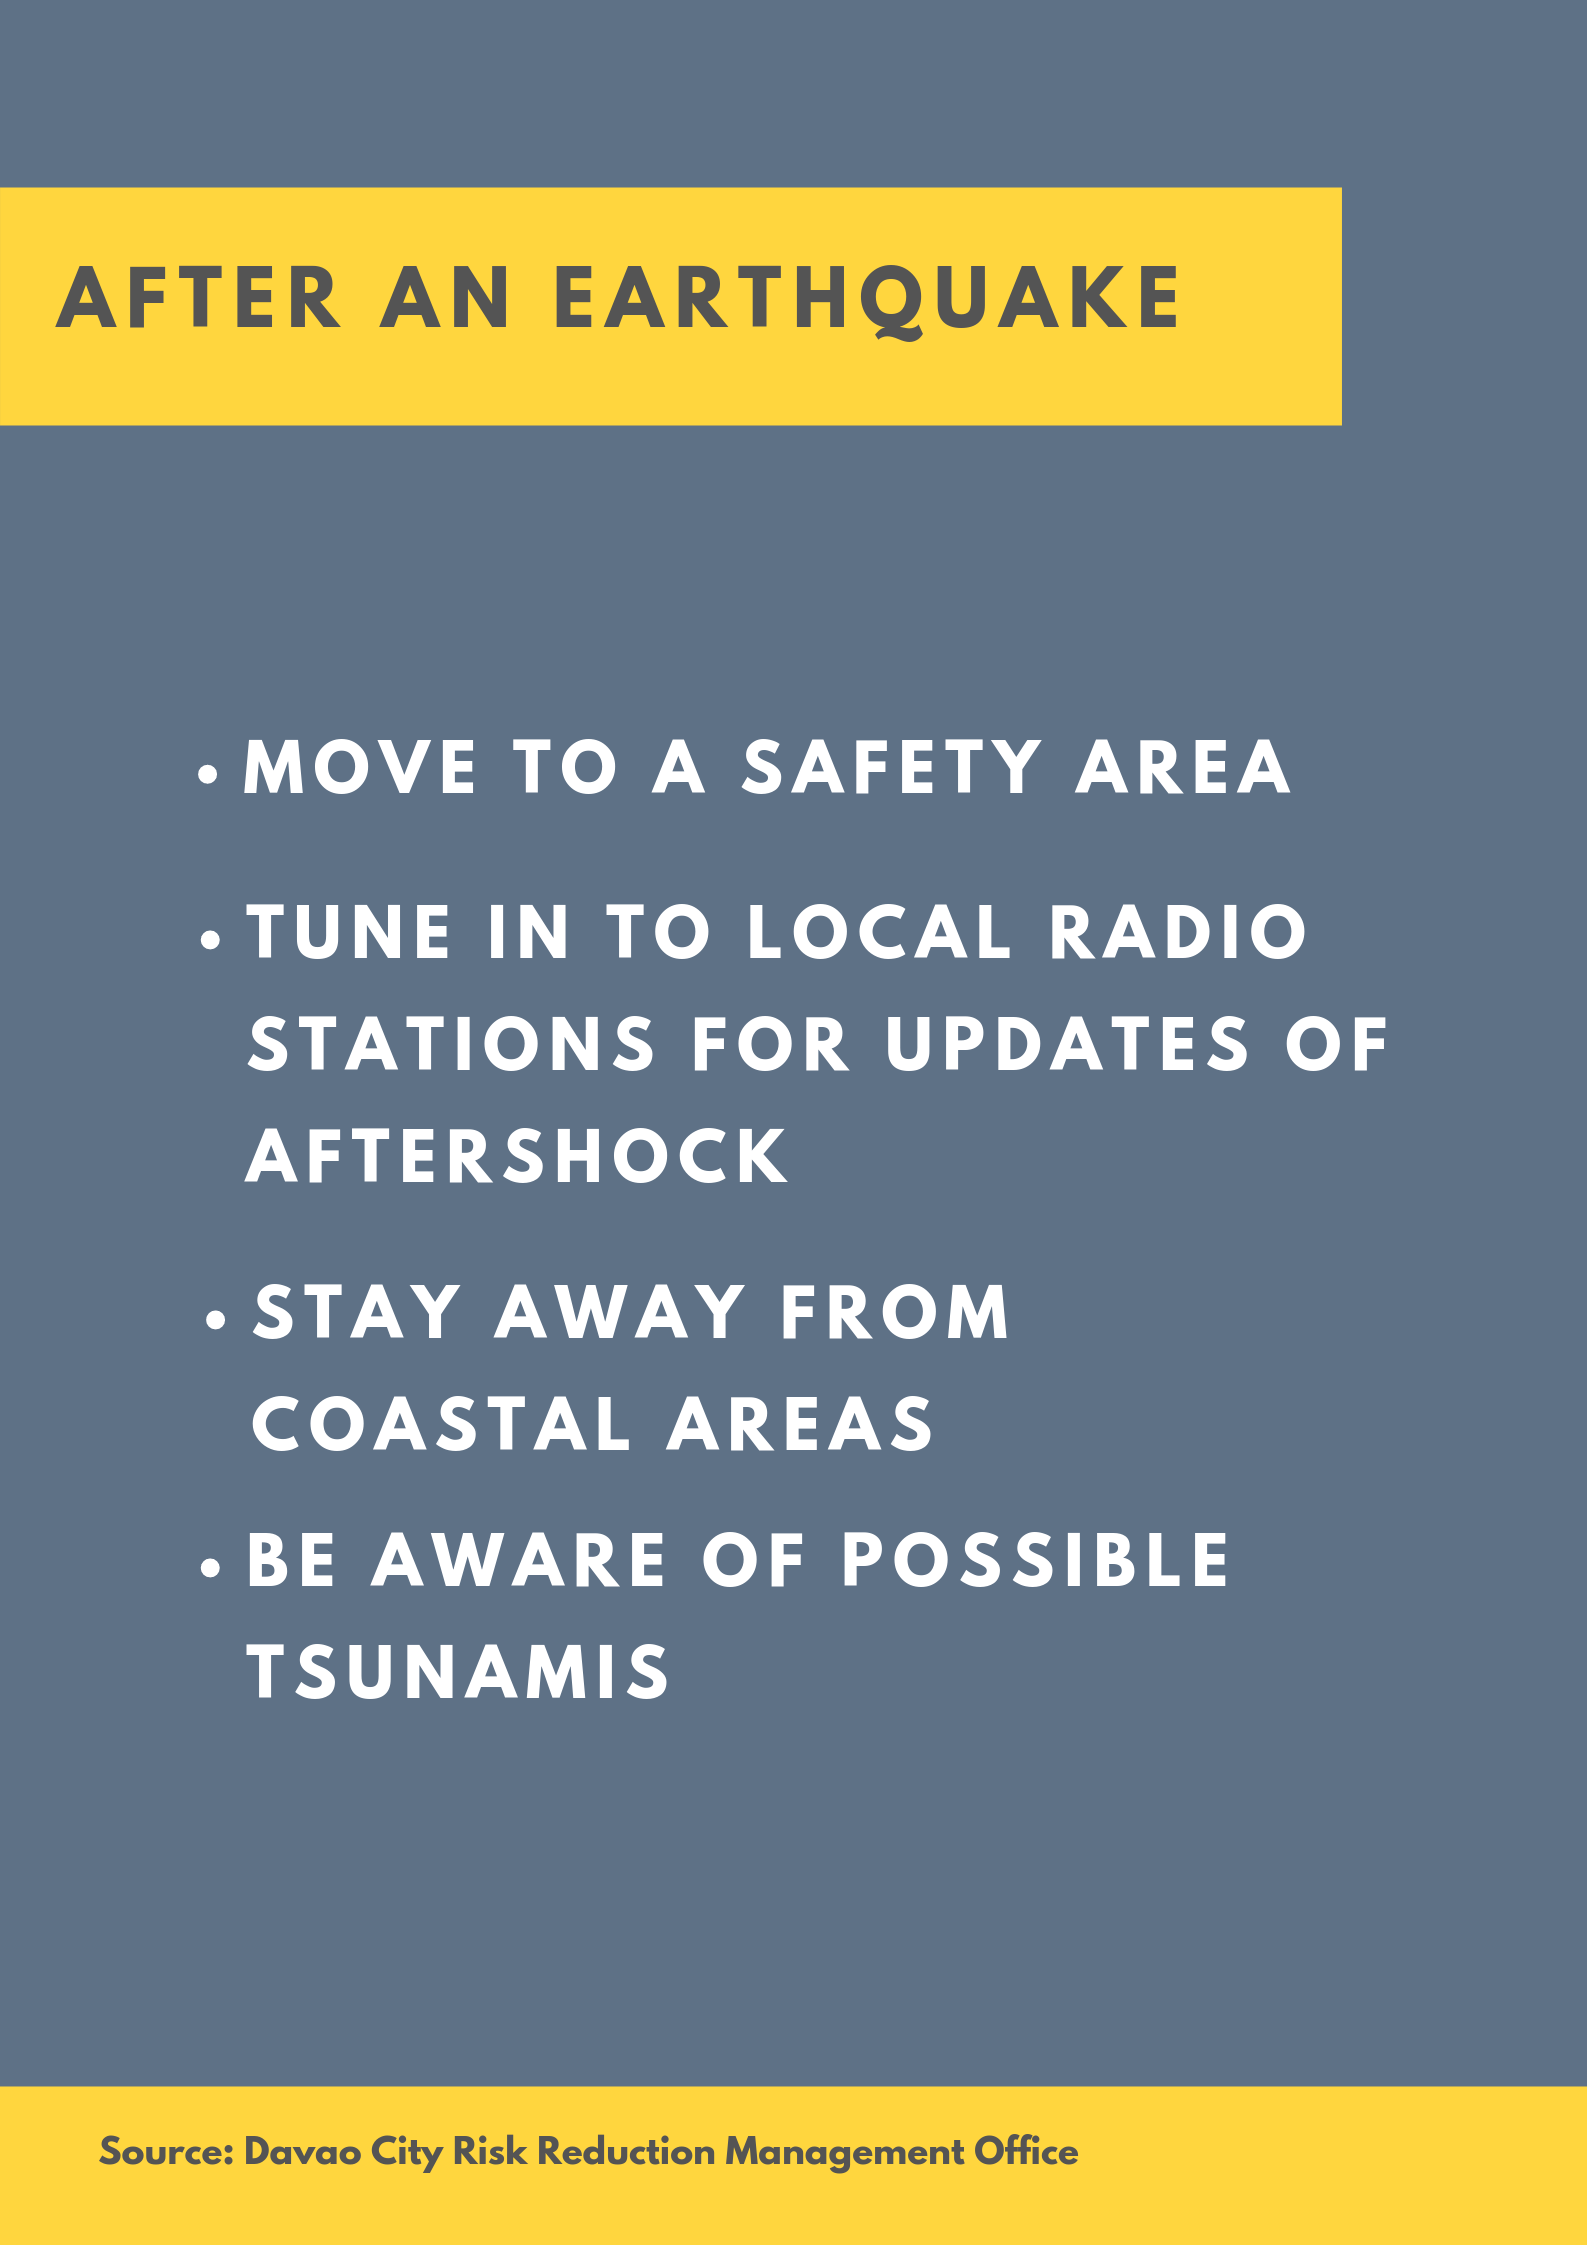 AFTER AN EARTHQUAKE
• MOVE TO A SAFETY AREA
• TUNE IN TO LOCAL RADIO
STATIONS FOR UPDATES OF
AFTERSHOCK
• STAY AWAY FROM
COASTAL AREAS
• BE AWARE OF POSSIBLE
TSUNAMIS
Source: Davao City Risk Reduction Management Office